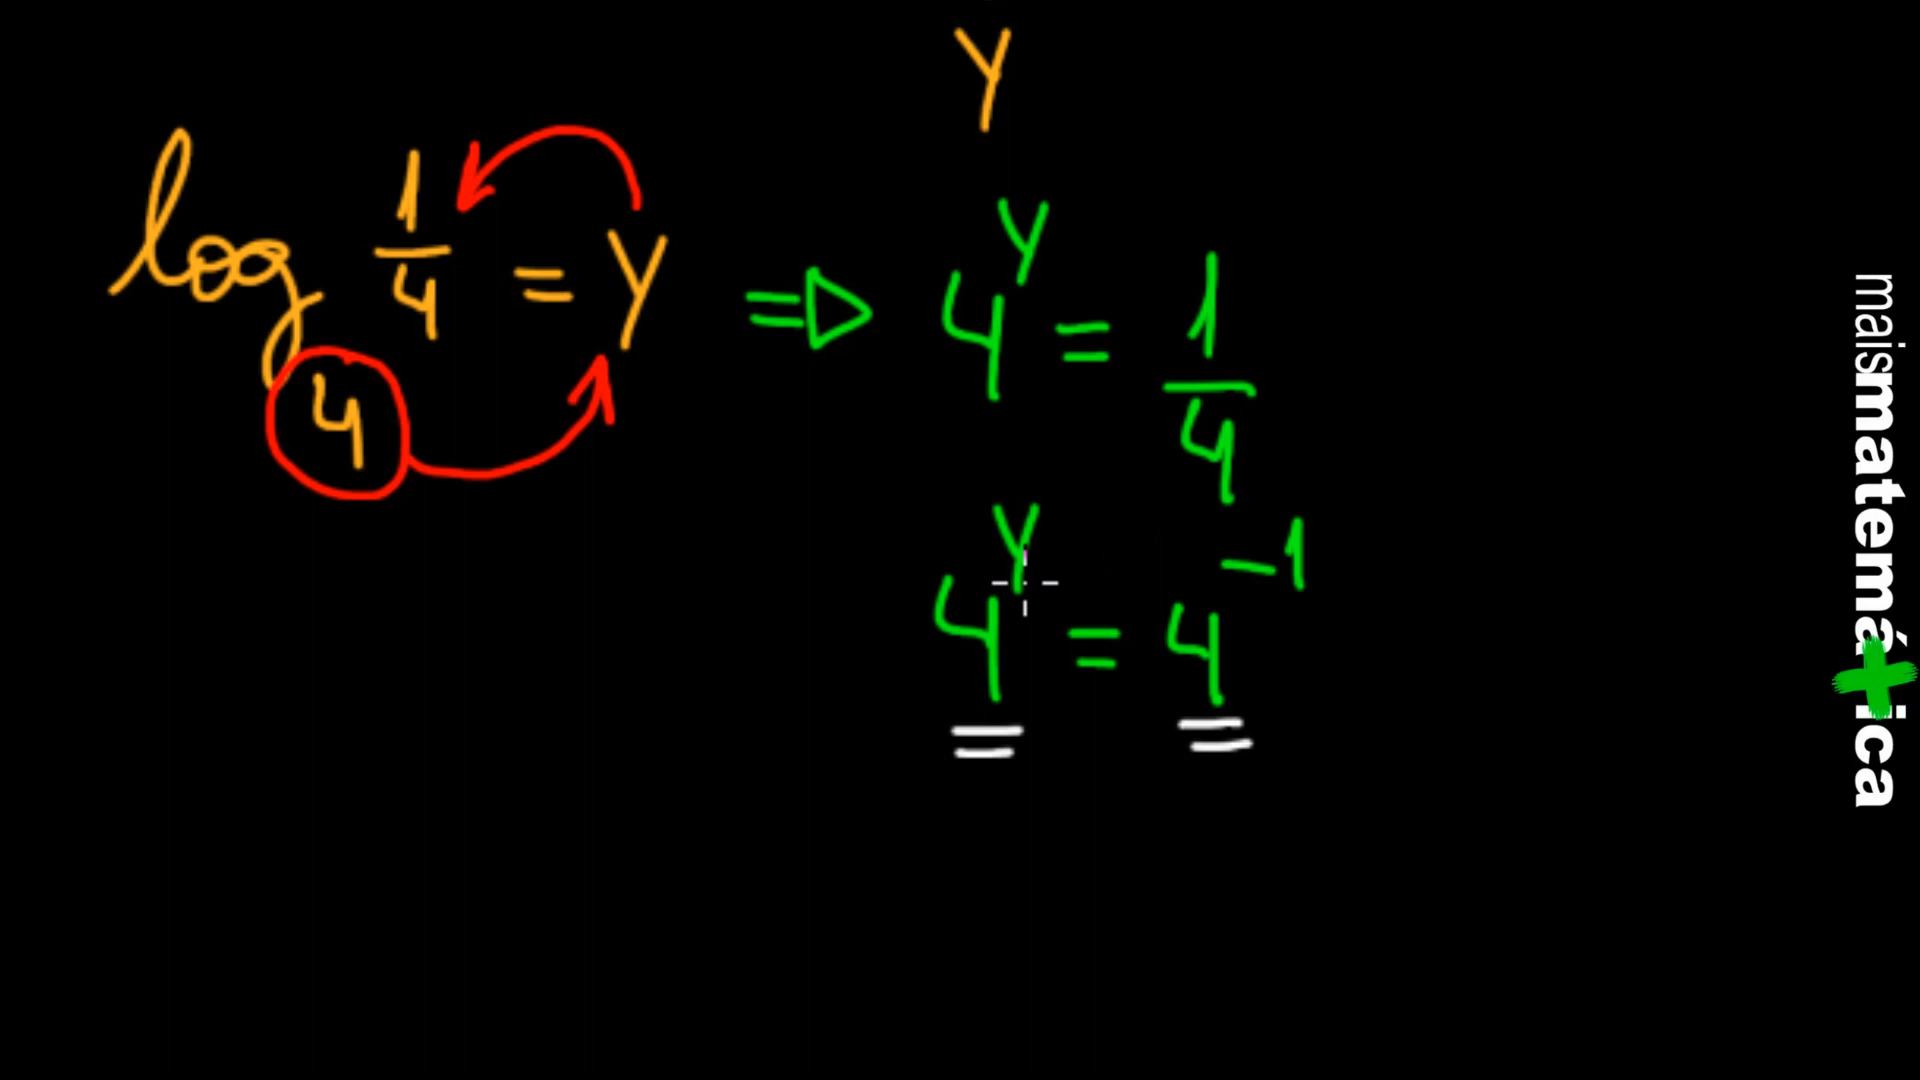 Y
log₄ 1/4 = Y ⇒ 4^Y = 1/4
4^Y = 4^-1
maismatemática